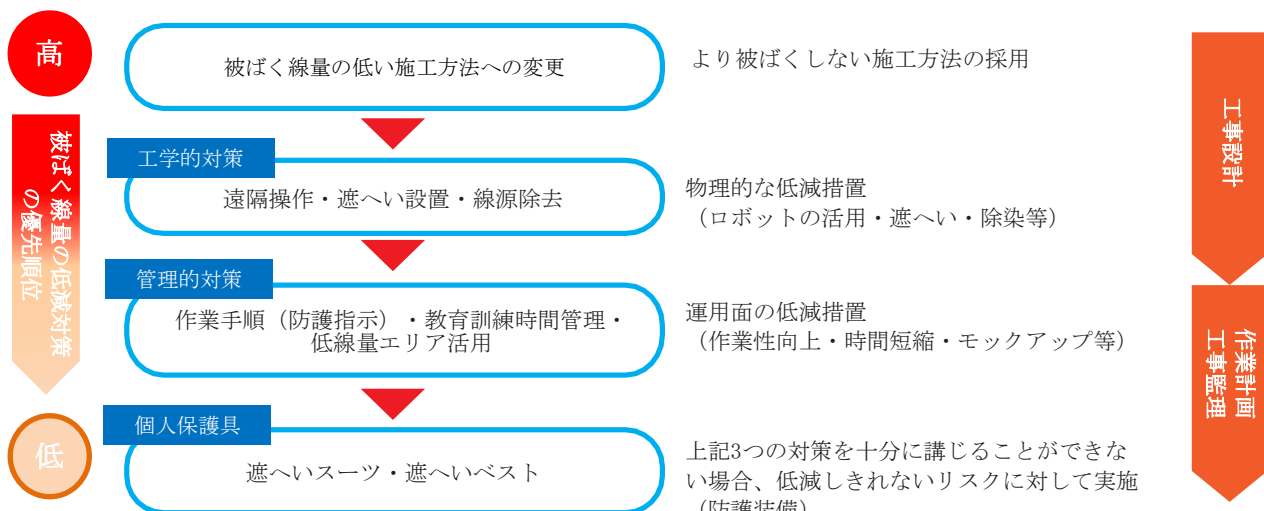 高
被ばく線量の低減対策
の優先順位
低
被ばく線量の低い施工方法への変更
より被ばくしない施工方法の採用
工学的対策
遠隔操作・遮へい設置・線源除去
物理的な低減措置
（ロボットの活用・遮へい・除染等）
管理的対策
作業手順（防護指示）・教育訓練時間管理・
低線量エリア活用
運用面の低減措置
（作業性向上・時間短縮・モックアップ等）
個人保護具
遮へいスーツ・遮へいベスト
上記3つの対策を十分に講じることができな
い場合、低減しきれないリスクに対して実施
（防護装備）
工事設計
作業計画
工事監理